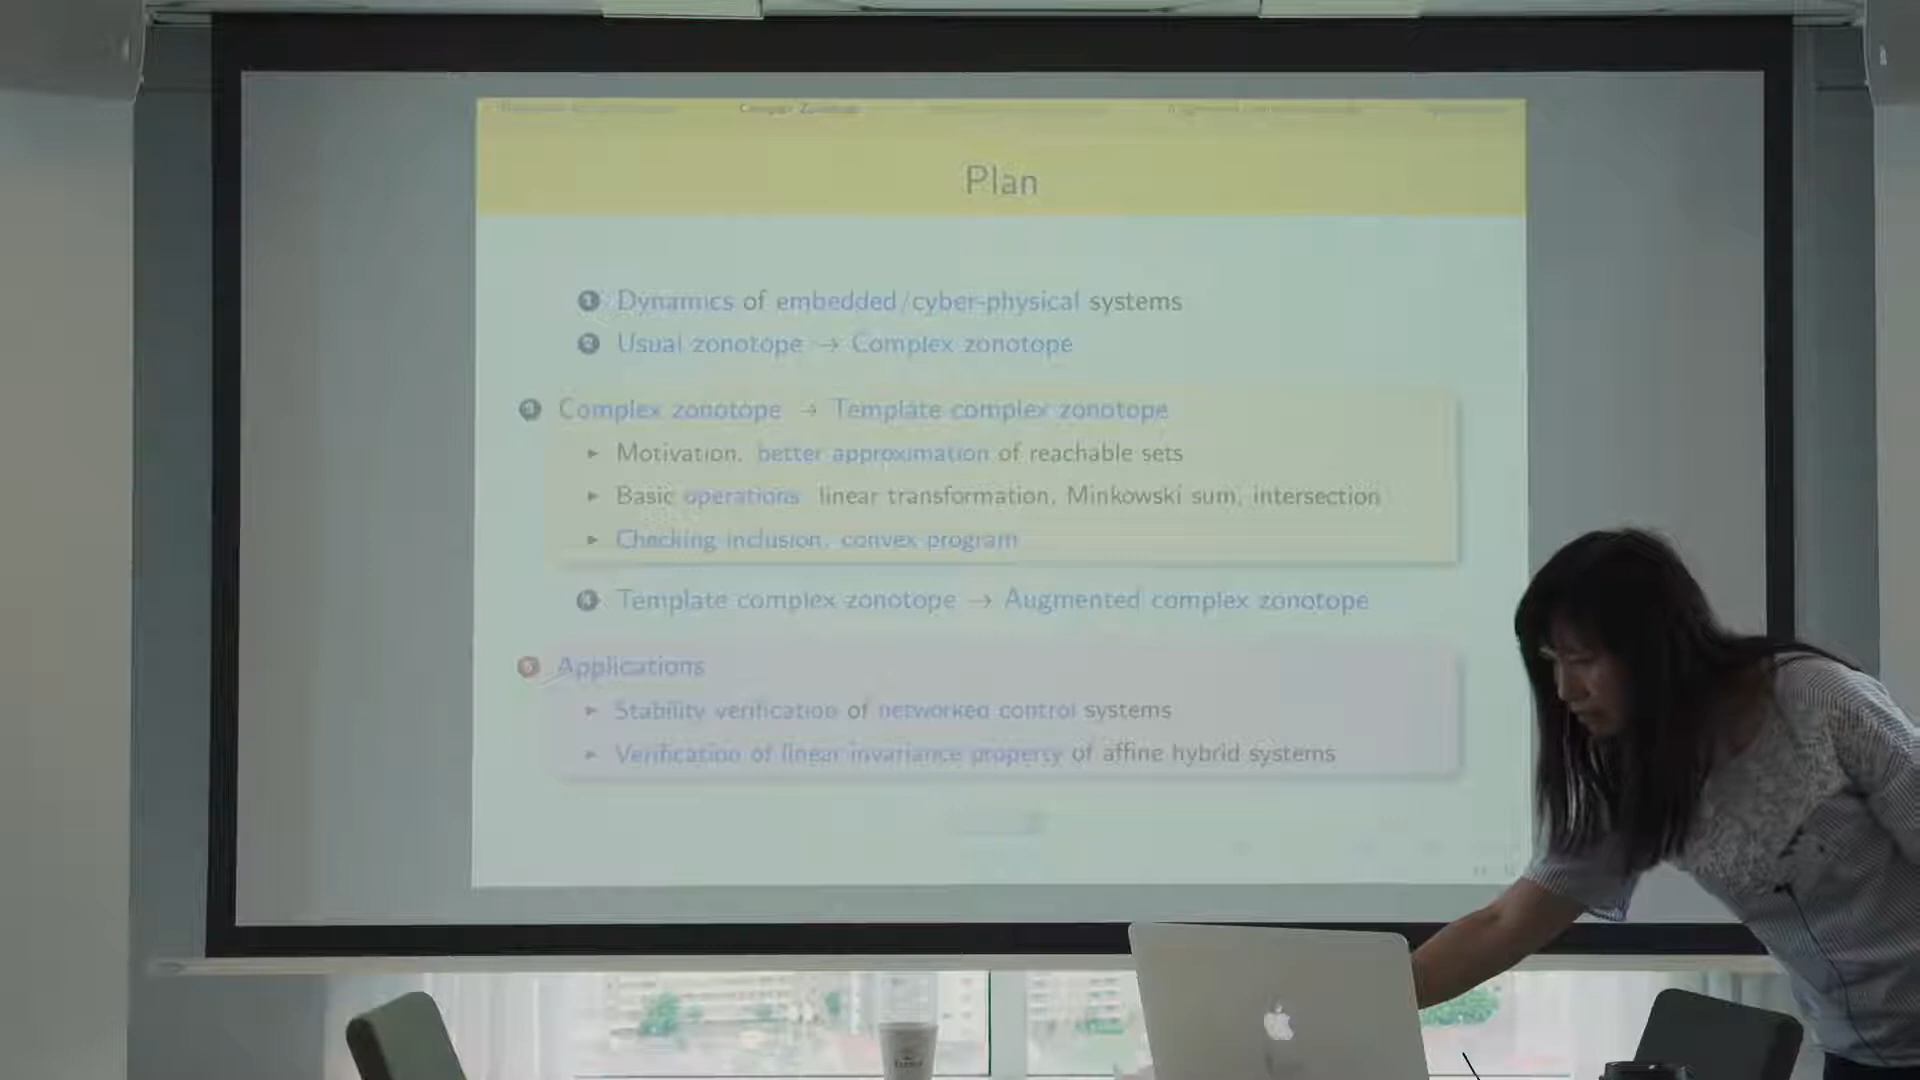 Complex Zonotope
Plan
1 Dynamics of embedded/cyber-physical systems
2 Usual zonotope → Complex zonotope
3 Complex zonotope → Template complex zonotope
► Motivation, better approximation of reachable sets
► Basic operations linear transformation, Minkowski sum, intersection
► Checking inclusion, convex program
4 Template complex zonotope → Augmented complex zonotope
5 Applications
► Stability verification of networked control systems
► Verification of linear invariance property of affine hybrid systems